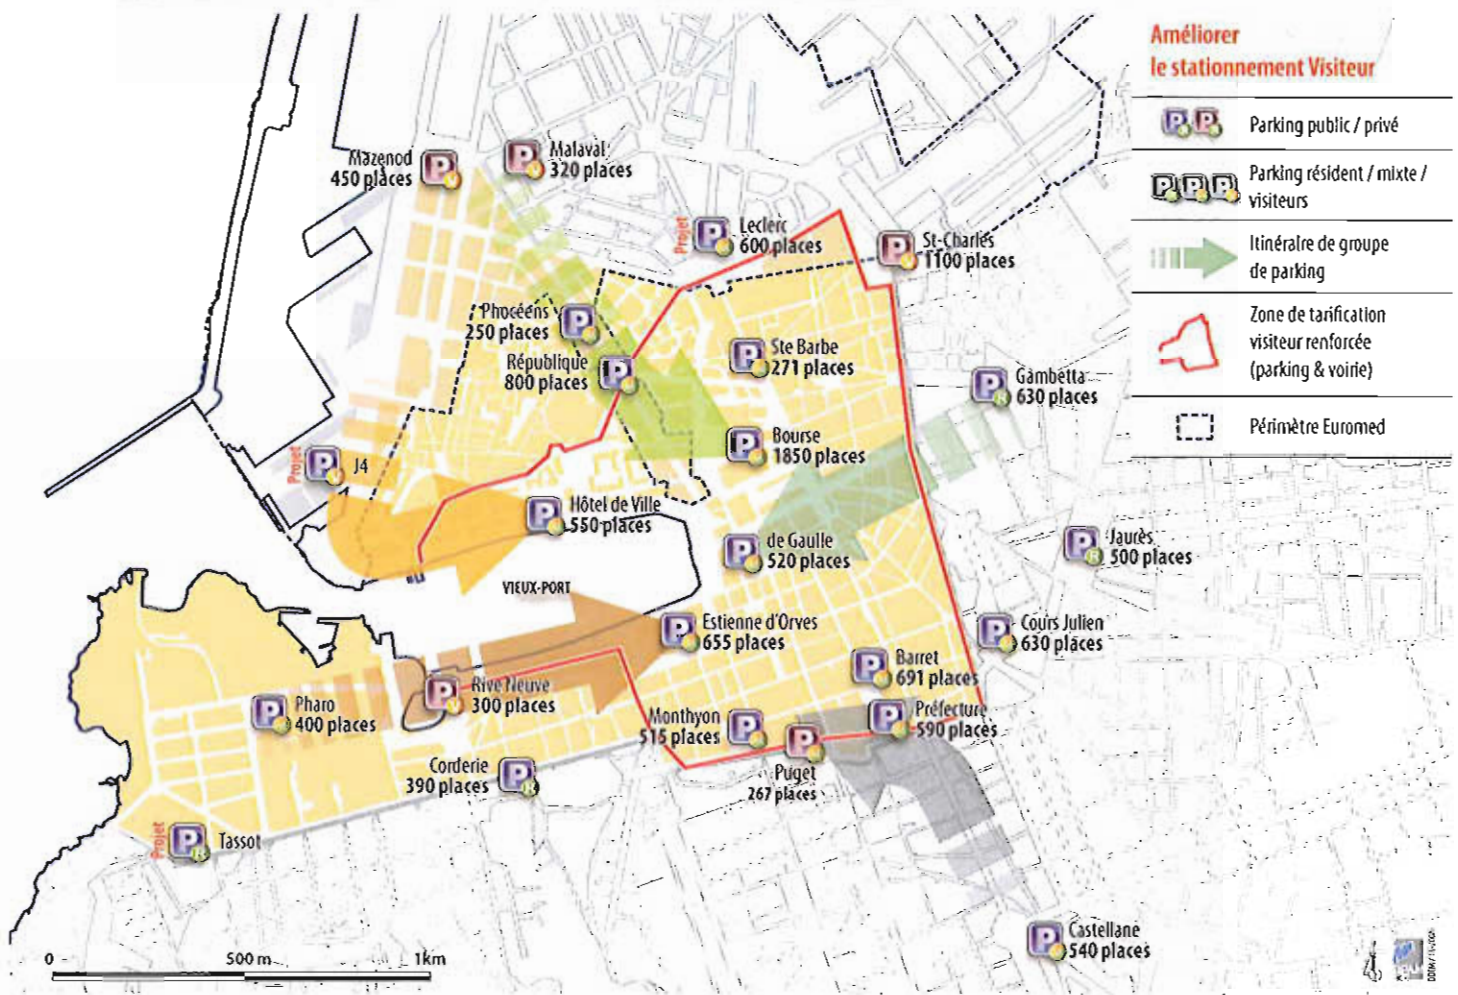 Améliorer
le stationnement Visiteur
Parking public / privé
Parking résident / mixte /
visiteurs
Itinéraire de groupe
de parking
Zone de tarification
visiteur renforcée
(parking & voirie)
Périmètre Euromed
Mazenod
450 places
Malaval
320 places
Projet
Leclerc
600 places
St-Charles
1100 places
Phocéens
250 places
République
800 places
Ste Barbe
271 places
Gambetta
630 places
Bourse
1850 places
Projet
J4
Hôtel de Ville
550 places
de Gaulle
520 places
Jaurès
500 places
VIEUX-PORT
Estienne d'Orves
655 places
Cours Julien
630 places
Barret
691 places
Rive Neuve
300 places
Pharo
400 places
Monthyon
515 places
Préfecture
590 places
Puget
267 places
Corderie
390 places
Projet
Tassot
Castellane
540 places
0 500 m 1km